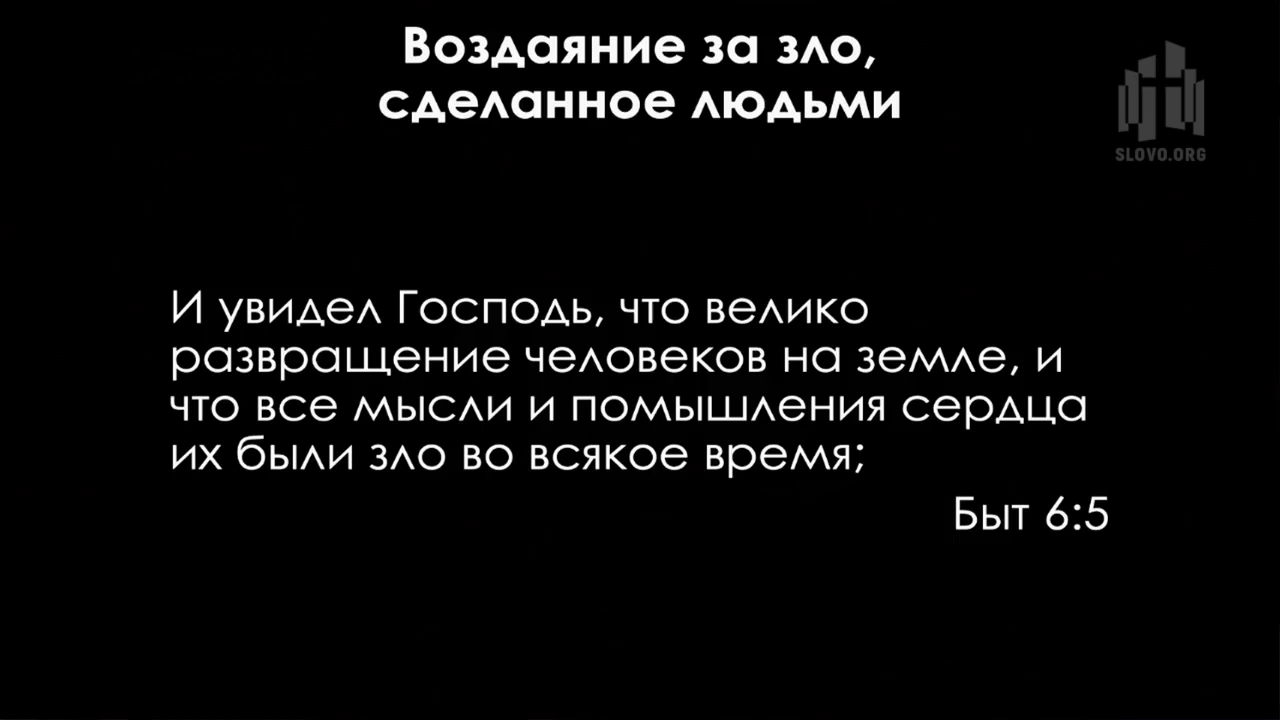 Воздаяние за зло,
сделанное людьми
SLOVO.ORG
И увидел Господь, что велико
развращение человеков на земле, и
что все мысли и помышления сердца
их были зло во всякое время;
Быт 6:5